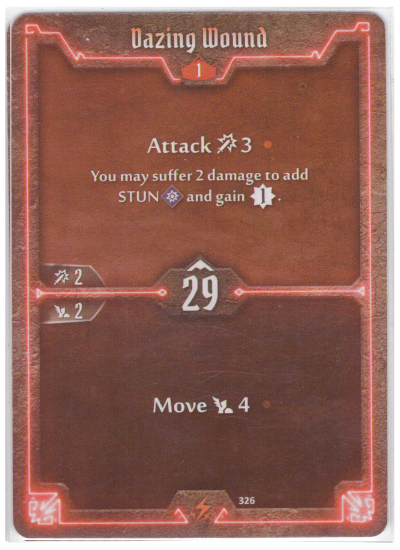 Dazing Wound
1
Attack 3
You may suffer 2 damage to add
STUN and gain 1.
2
29
2
Move 4
326